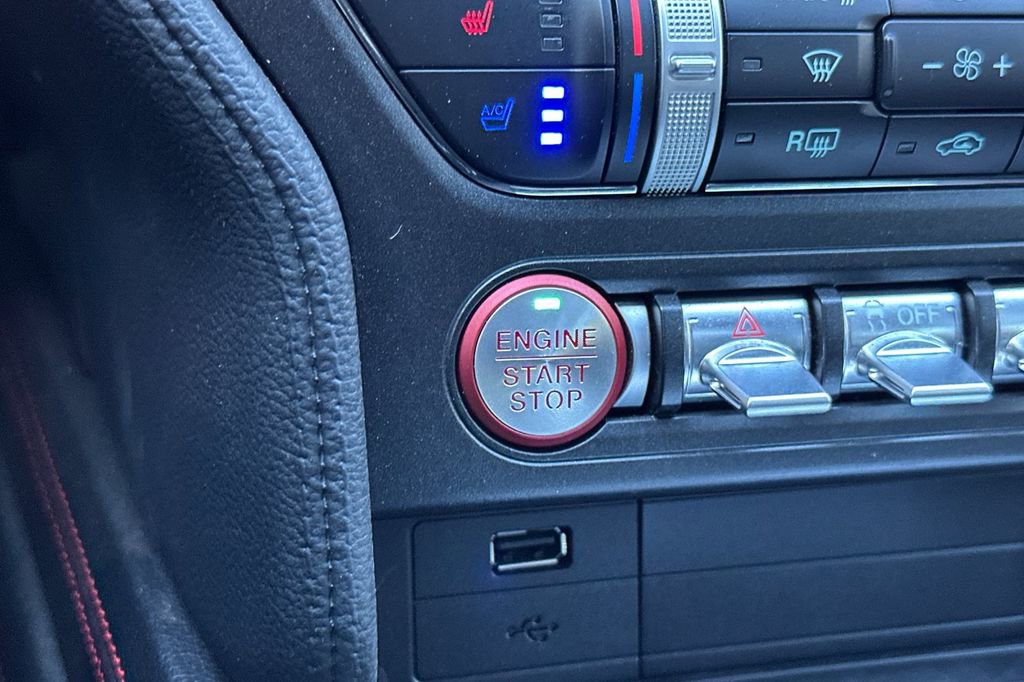 A/C
R
ENGINE
START
STOP
OFF